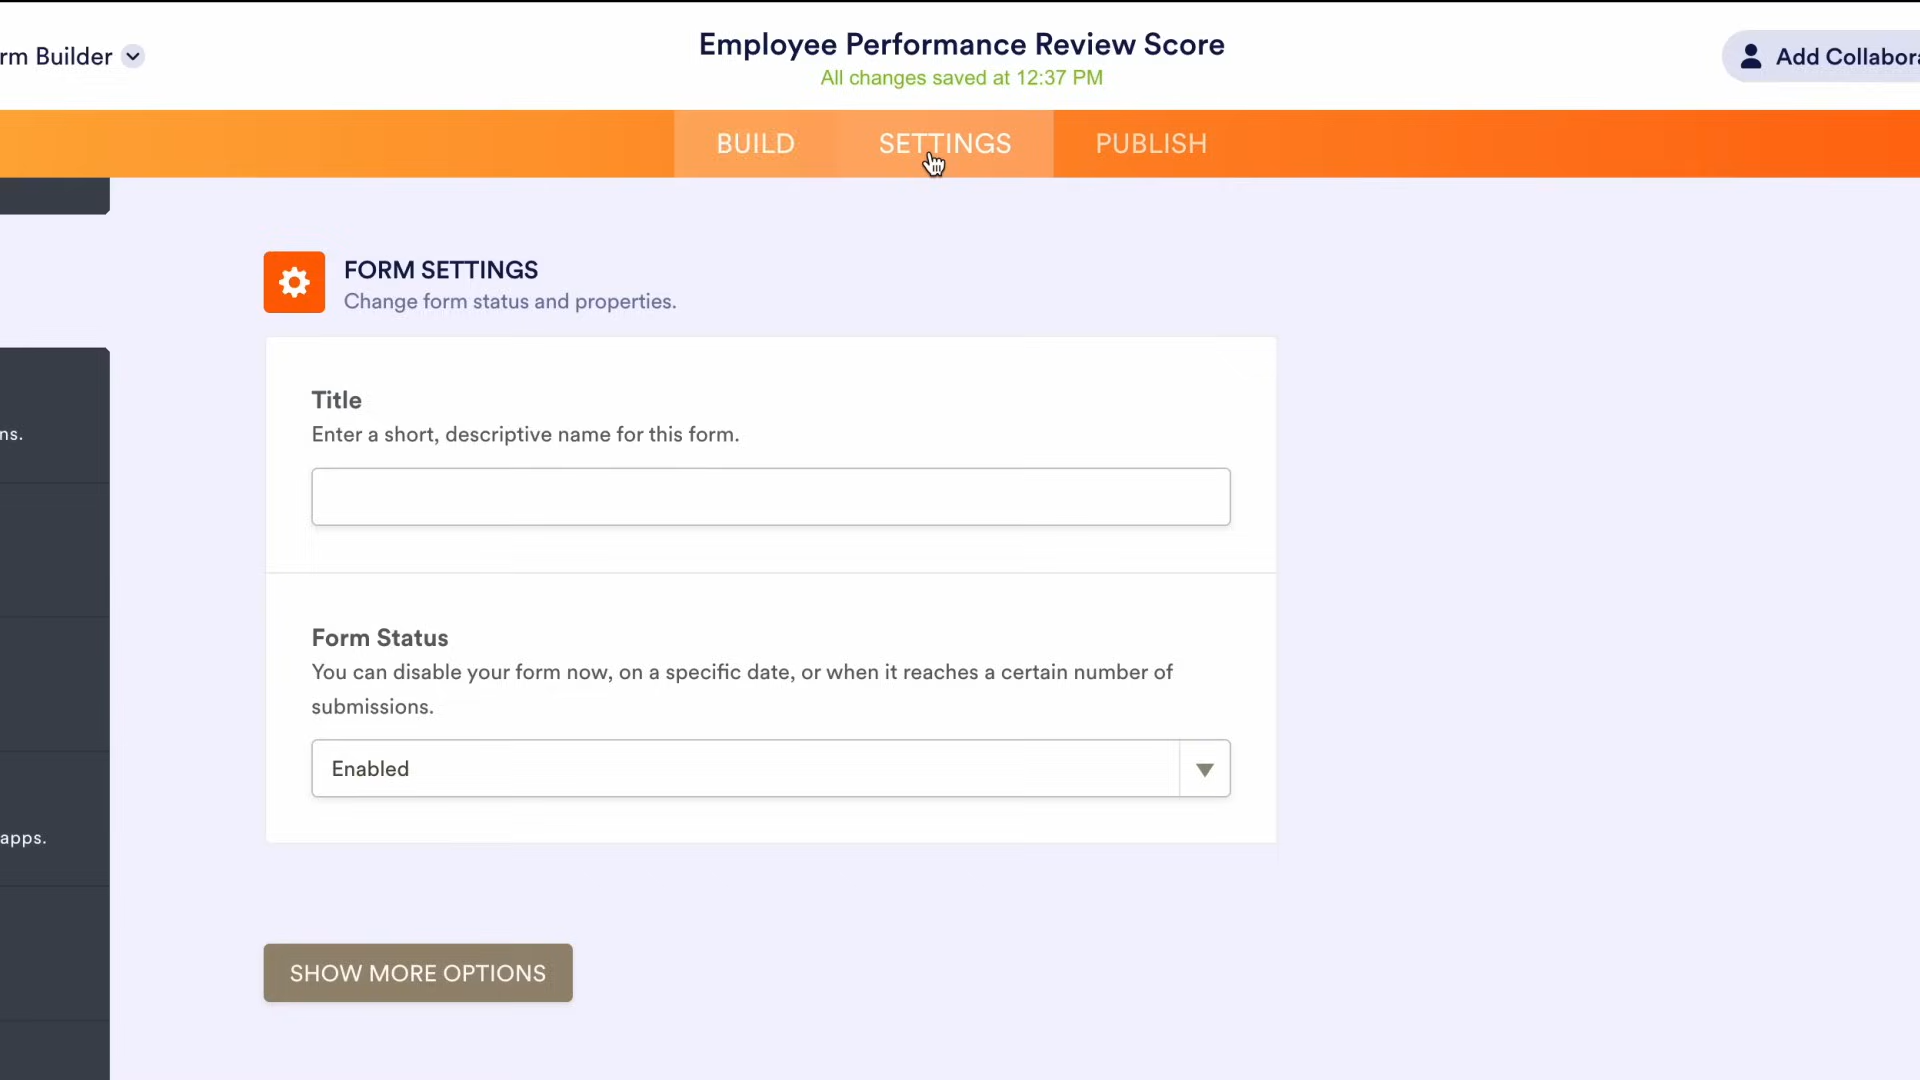 rm Builder
Employee Performance Review Score
All changes saved at 12:37 PM
Add Collabora
BUILD
SETTINGS
PUBLISH
FORM SETTINGS
Change form status and properties.
Title
Enter a short, descriptive name for this form.
ns.
Form Status
You can disable your form now, on a specific date, or when it reaches a certain number of
submissions.
Enabled
apps.
SHOW MORE OPTIONS